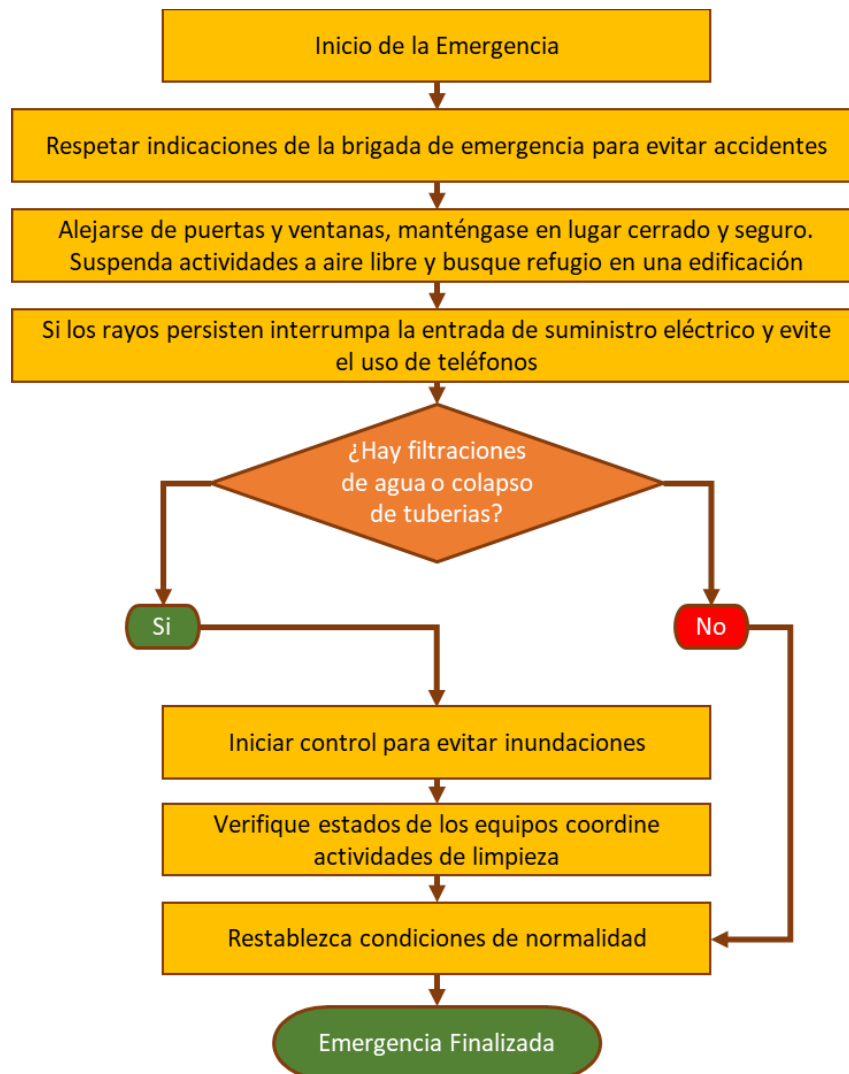 Inicio de la Emergencia
Respetar indicaciones de la brigada de emergencia para evitar accidentes
Alejarse de puertas y ventanas, manténgase en lugar cerrado y seguro.
Suspenda actividades a aire libre y busque refugio en una edificación
Si los rayos persisten interrumpa la entrada de suministro eléctrico y evite
el uso de teléfonos
¿Hay filtraciones
de agua o colapso
de tuberias?
Si
No
Iniciar control para evitar inundaciones
Verifique estados de los equipos coordine
actividades de limpieza
Restablezca condiciones de normalidad
Emergencia Finalizada